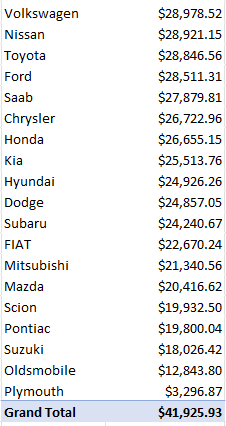 Volkswagen $28,978.52
Nissan $28,921.15
Toyota $28,846.56
Ford $28,511.31
Saab $27,879.81
Chrysler $26,722.96
Honda $26,655.15
Kia $25,513.76
Hyundai $24,926.26
Dodge $24,857.05
Subaru $24,240.67
FIAT $22,670.24
Mitsubishi $21,340.56
Mazda $20,416.62
Scion $19,932.50
Pontiac $19,800.04
Suzuki $18,026.42
Oldsmobile $12,843.80
Plymouth $3,296.87
Grand Total $41,925.93